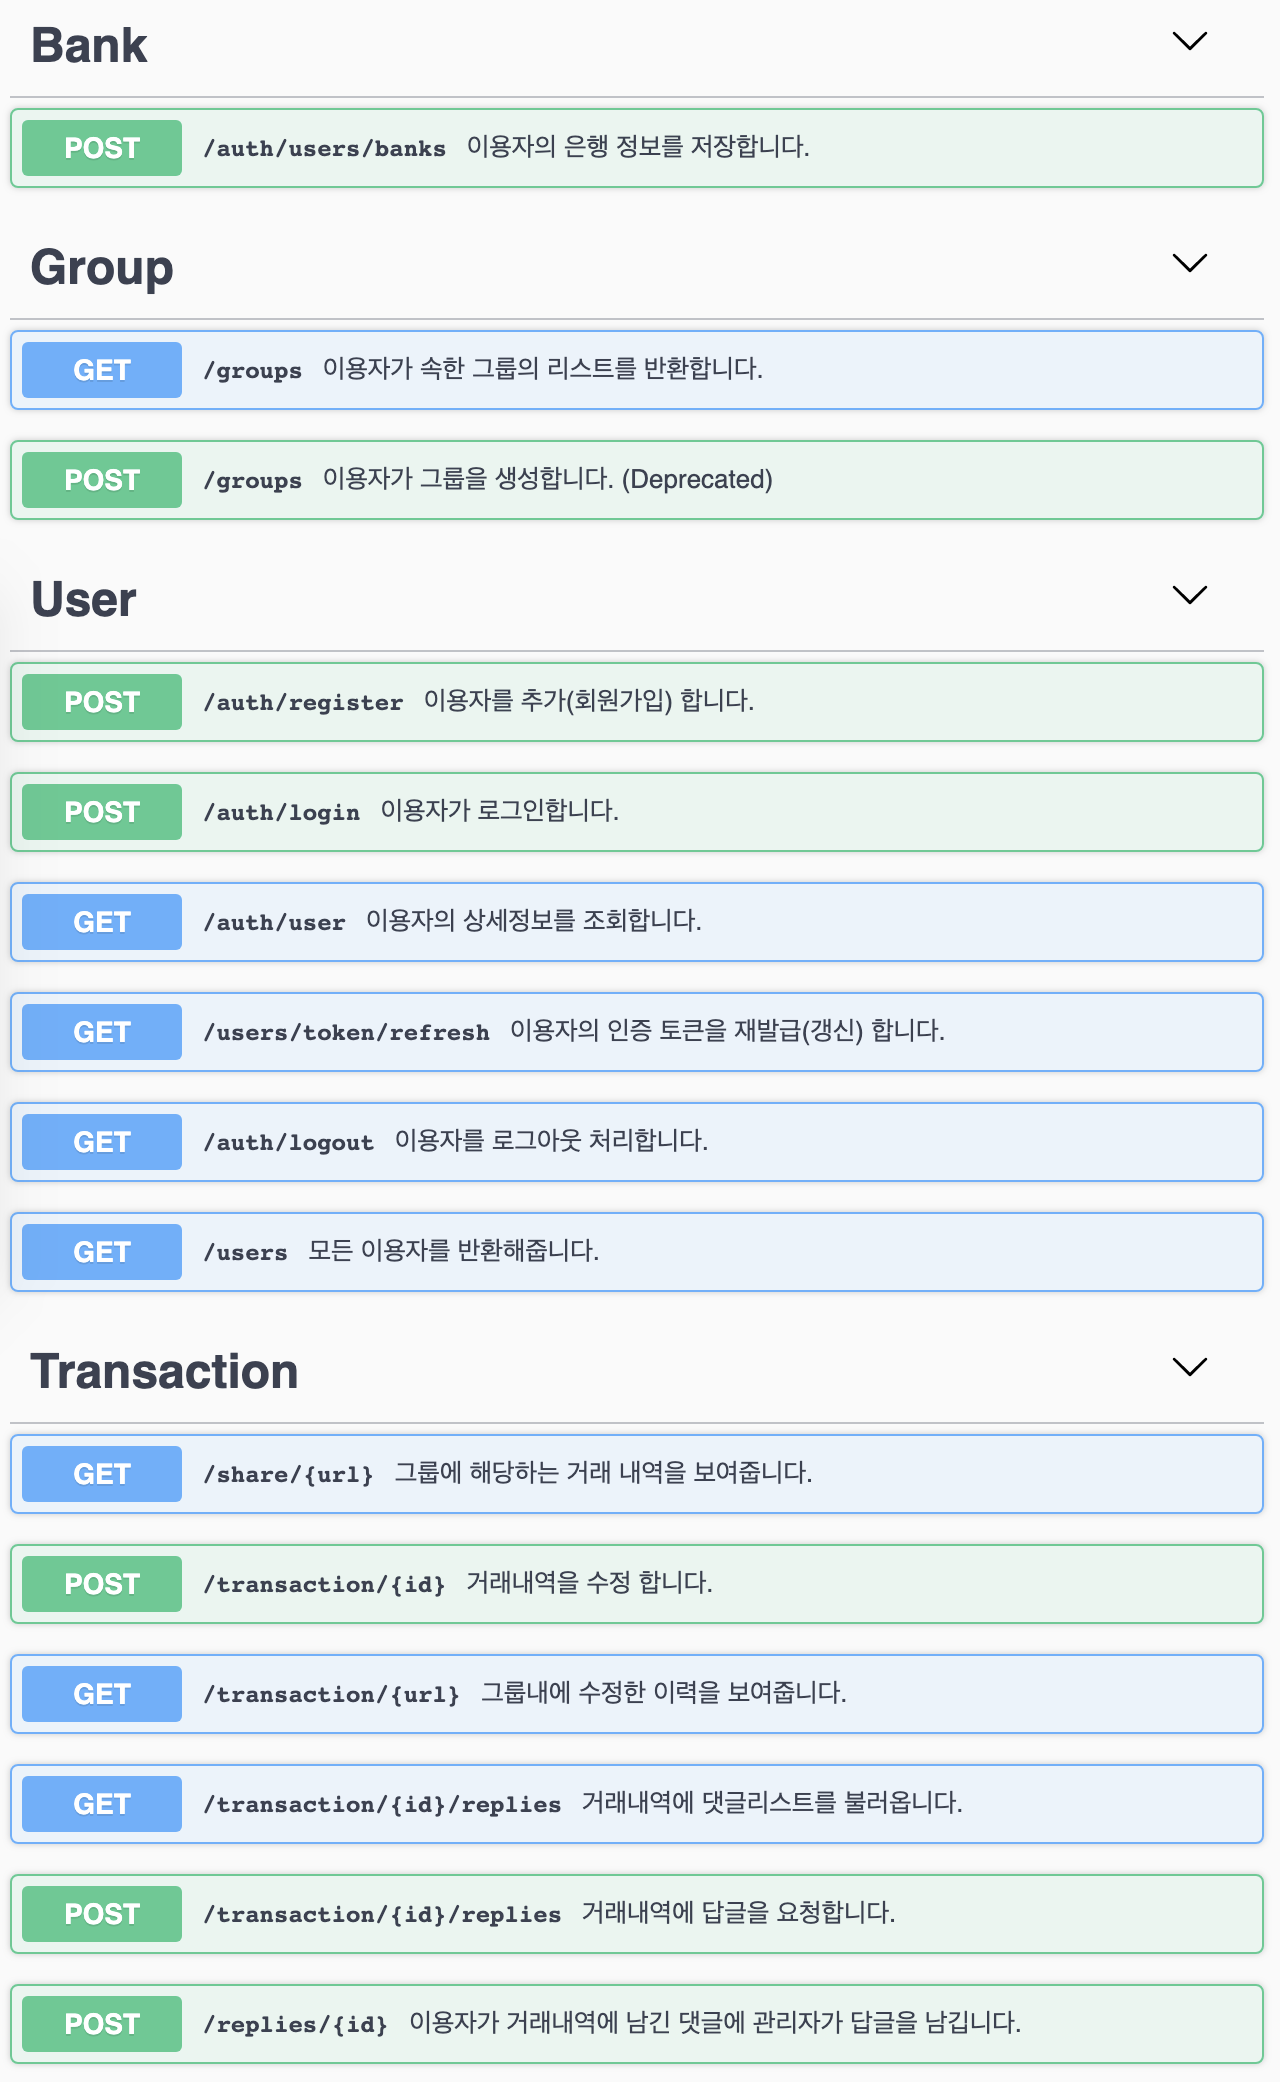 Bank
POST /auth/users/banks 이용자의 은행 정보를 저장합니다.
Group
GET /groups 이용자가 속한 그룹의 리스트를 반환합니다.
POST /groups 이용자가 그룹을 생성합니다. (Deprecated)
User
POST /auth/register 이용자를 추가(회원가입) 합니다.
POST /auth/login 이용자가 로그인합니다.
GET /auth/user 이용자의 상세정보를 조회합니다.
GET /users/token/refresh 이용자의 인증 토큰을 재발급(갱신) 합니다.
GET /auth/logout 이용자를 로그아웃 처리합니다.
GET /users 모든 이용자를 반환해줍니다.
Transaction
GET /share/{url} 그룹에 해당하는 거래 내역을 보여줍니다.
POST /transaction/{id} 거래내역을 수정 합니다.
GET /transaction/{url} 그룹내에 수정한 이력을 보여줍니다.
GET /transaction/{id}/replies 거래내역에 댓글리스트를 불러옵니다.
POST /transaction/{id}/replies 거래내역에 답글을 요청합니다.
POST /replies/{id} 이용자가 거래내역에 남긴 댓글에 관리자가 답글을 남깁니다.